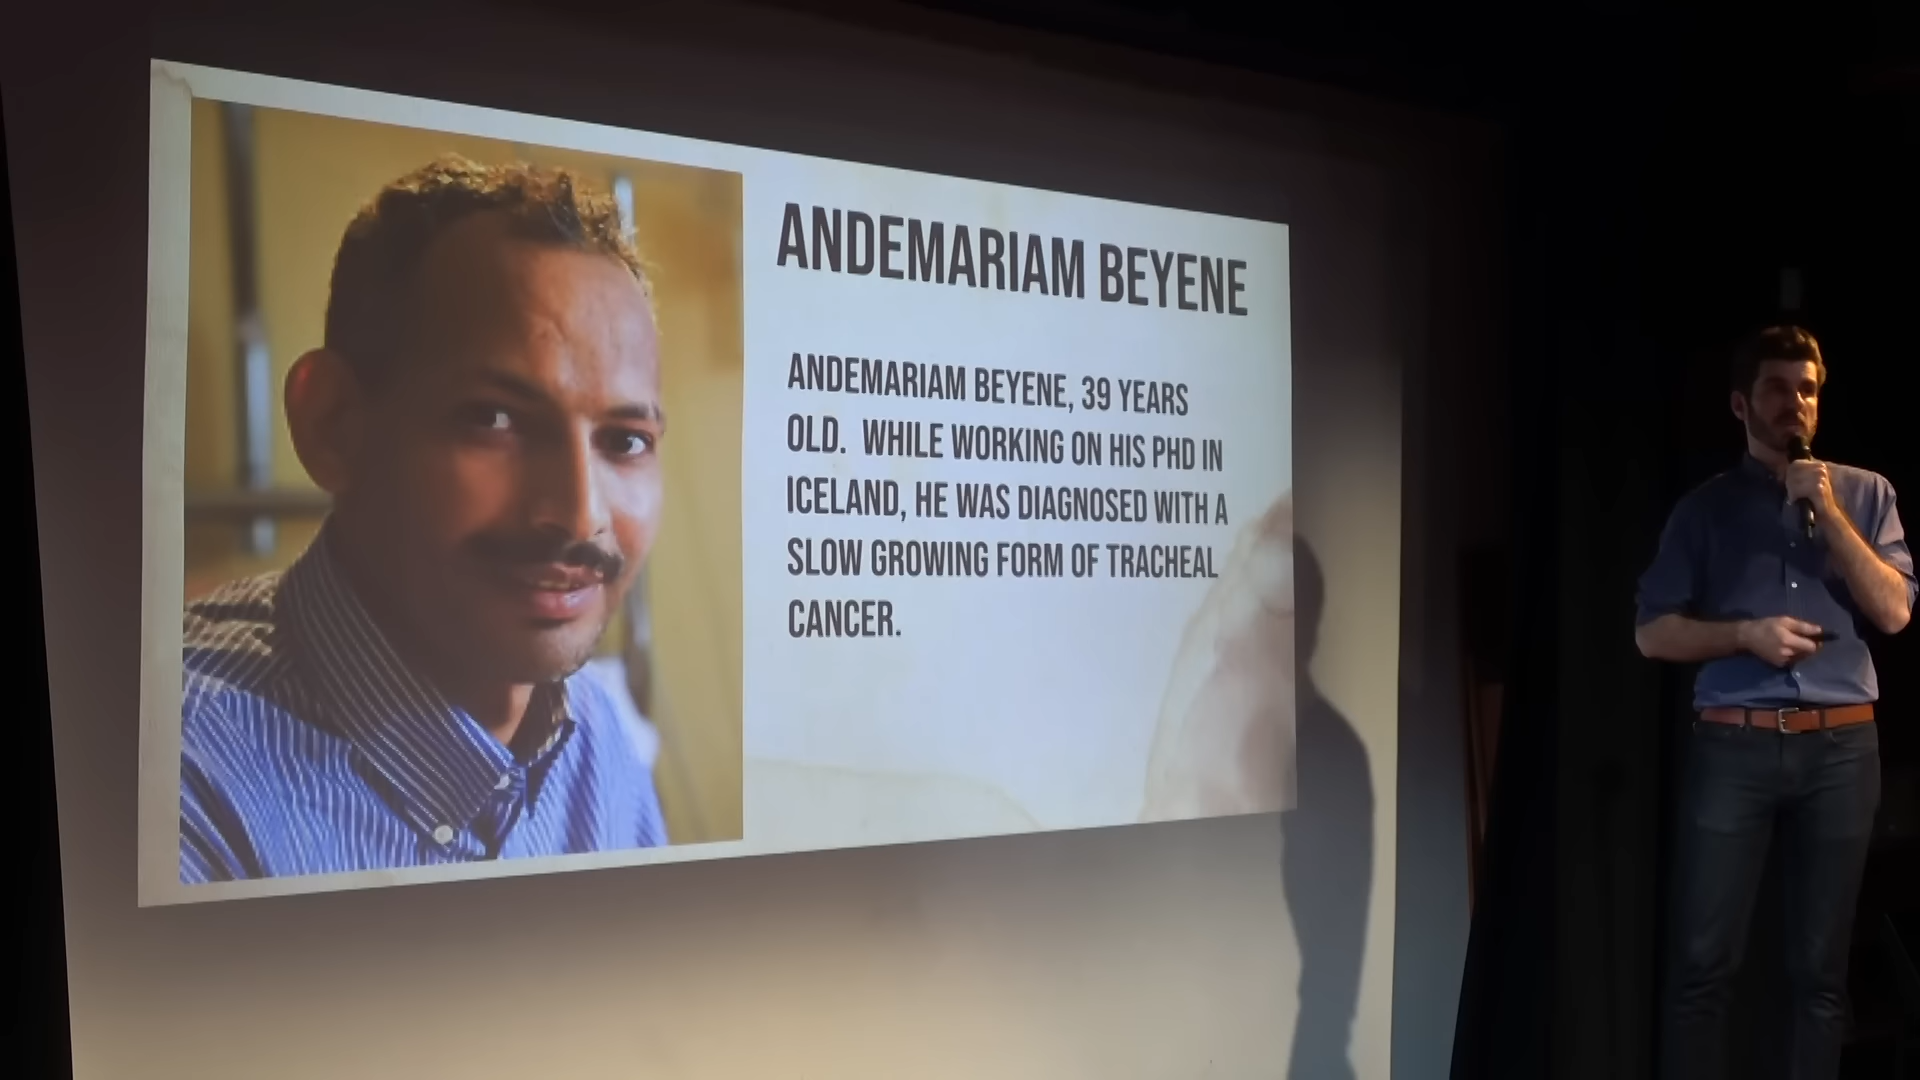 ANDEMARIAM BEYENE
ANDEMARIAM BEYENE, 39 YEARS
OLD. WHILE WORKING ON HIS PHD IN
ICELAND, HE WAS DIAGNOSED WITH A
SLOW GROWING FORM OF TRACHEAL
CANCER.